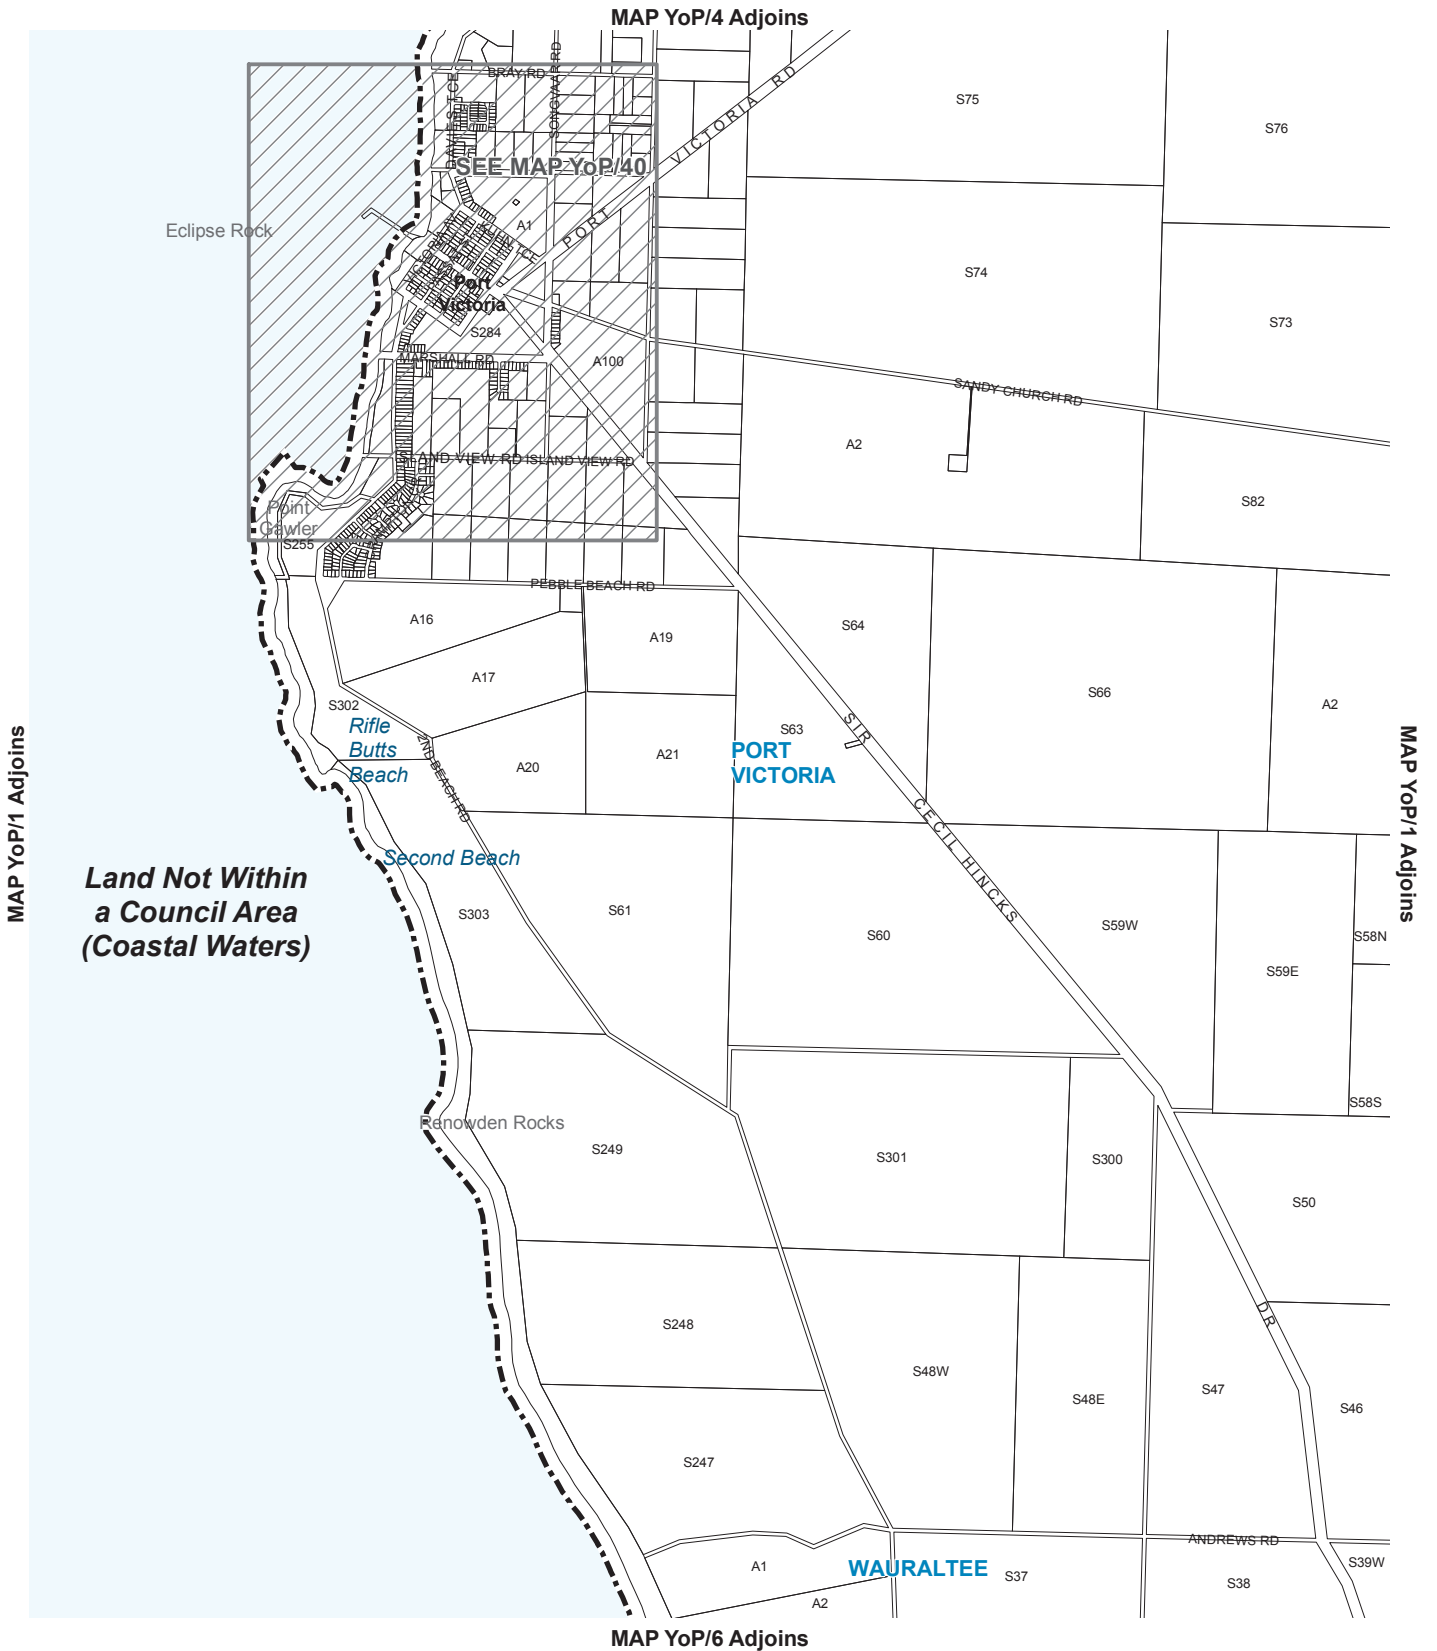 MAP YoP/4 Adjoins
BRAY RD
DAVIES TCE
SONGVAAR RD
VICTORIA RD
S75
S76
SEE MAP YoP/40
Eclipse Rock
A1
PORT
S74
Port
Victoria
S73
S284
MARSHALL RD
A100
SANDY CHURCH RD
A2
ISLAND VIEW RD
ISLAND VIEW RD
S82
Point
Gawler
S255
PEBBLE BEACH RD
A16
A19
S64
A17
S66
A2
S302
Rifle
Butts
Beach
2ND BEACH RD
A20
A21
S63
PORT
VICTORIA
SIR
CECIL HINCKS
MAP YoP/1 Adjoins
MAP YoP/1 Adjoins
Second Beach
Land Not Within
a Council Area
(Coastal Waters)
S303
S61
S60
S59W
S58N
S59E
S58S
Renowden Rocks
S249
S301
S300
S50
DR
S248
S48W
S48E
S47
S46
S247
ANDREWS RD
A1
WAURALTEE
S37
S38
S39W
A2
MAP YoP/6 Adjoins